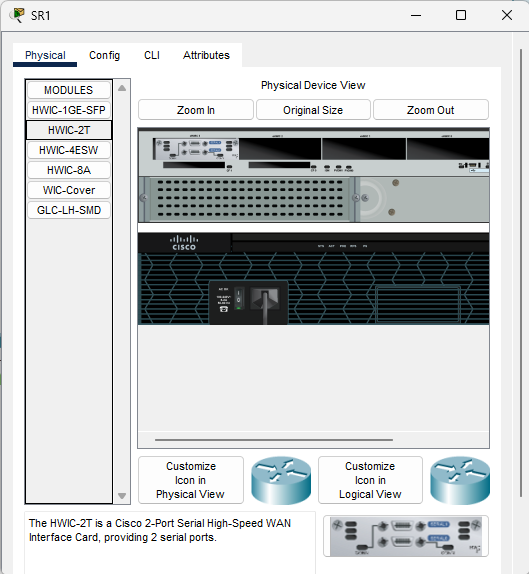 SR1
Physical
Config
CLI
Attributes
MODULES
HWIC-1GE-SFP
HWIC-2T
HWIC-4ESW
HWIC-8A
WIC-Cover
GLC-LH-SMD
Physical Device View
Zoom In
Original Size
Zoom Out
CISCO
Customize
Icon in
Physical View
Customize
Icon in
Logical View
The HWIC-2T is a Cisco 2-Port Serial High-Speed WAN
Interface Card, providing 2 serial ports.